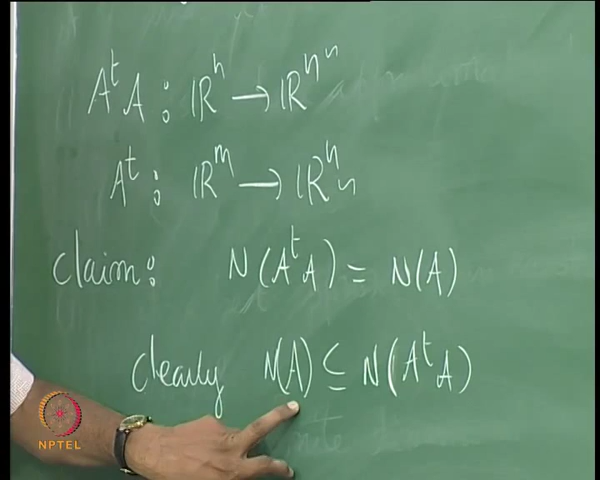 AᵗA : ℝⁿ → ℝⁿ
Aᵗ : ℝᵐ → ℝⁿ
Claim: N(AᵗA) = N(A)
Clearly N(A) ⊆ N(AᵗA)
NPTEL